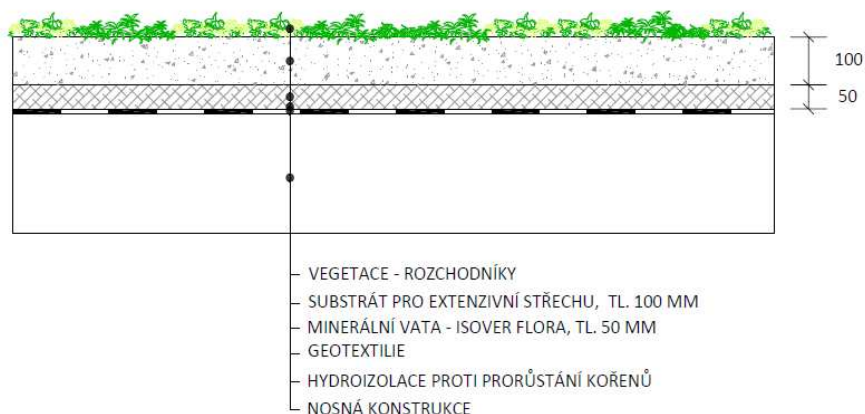 100
50
VEGETACE - ROZCHODNÍKY
SUBSTRÁT PRO EXTENZIVNÍ STŘECHU, TL. 100 MM
MINERÁLNÍ VATA - ISOVER FLORA, TL. 50 MM
GEOTEXTILIE
HYDROIZOLACE PROTI PRORŮSTÁNÍ KOŘENŮ
NOSNÁ KONSTRUKCE